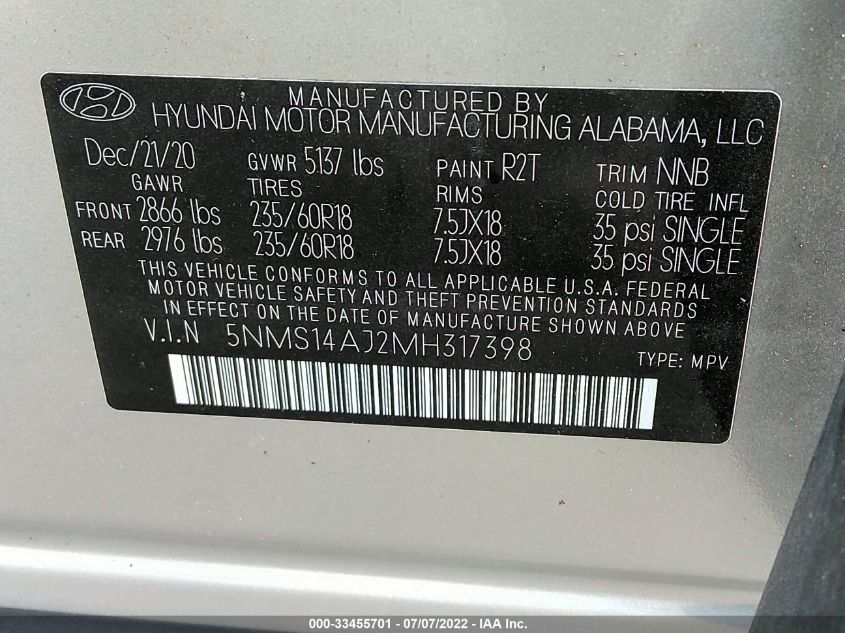 MANUFACTURED BY
HYUNDAI MOTOR MANUFACTURING ALABAMA, LLC
Dec/21/20 GVWR 5137 lbs PAINT R2T TRIM NNB
GAWR TIRES RIMS COLD TIRE INFL
FRONT 2866 lbs 235/60R18 7.5JX18 35 psi SINGLE
REAR 2976 lbs 235/60R18 7.5JX18 35 psi SINGLE
THIS VEHICLE CONFORMS TO ALL APPLICABLE U.S.A. FEDERAL
MOTOR VEHICLE SAFETY AND THEFT PREVENTION STANDARDS
IN EFFECT ON THE DATE OF MANUFACTURE SHOWN ABOVE.
V.I.N 5NMS14AJ2MH317398 TYPE: MPV
000-33455701 - 07/07/2022 - IAA Inc.